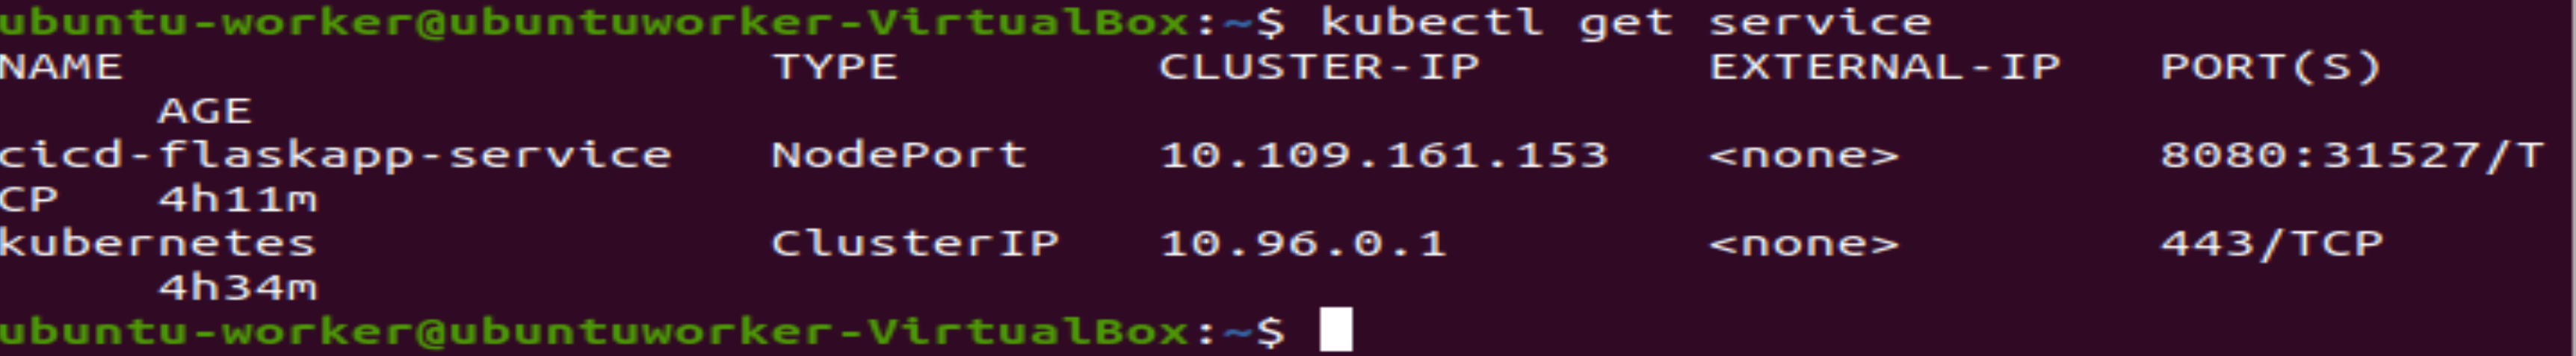 ubuntu-worker@ubuntuworker-VirtualBox:~$ kubectl get service
NAME                    TYPE        CLUSTER-IP       EXTERNAL-IP   PORT(S)
     AGE
cicd-flaskapp-service   NodePort    10.109.161.153   <none>        8080:31527/T
CP   4h11m
kubernetes              ClusterIP   10.96.0.1        <none>        443/TCP
     4h34m
ubuntu-worker@ubuntuworker-VirtualBox:~$